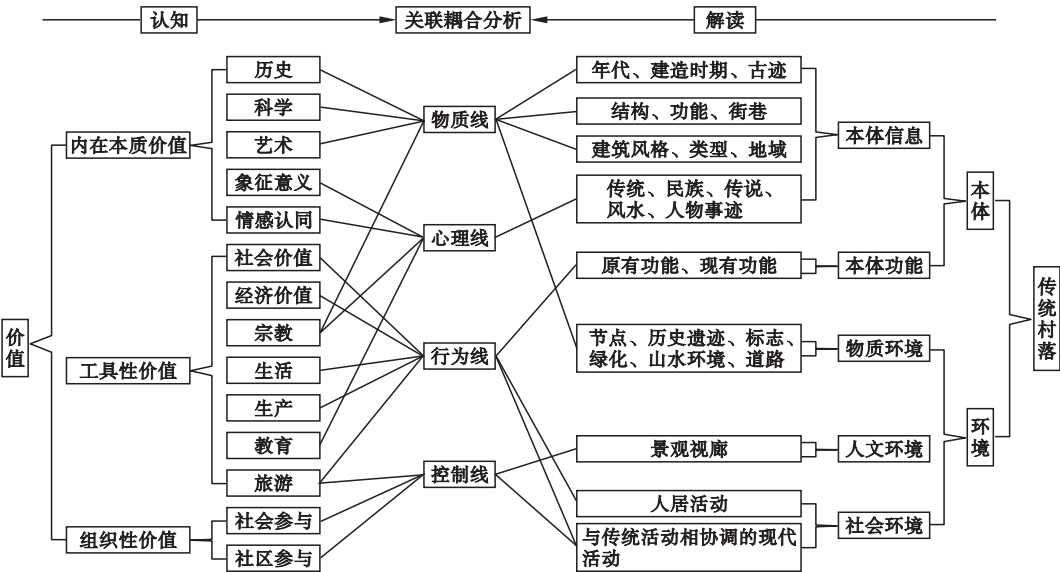 认知
关联耦合分析
解读
价
值
内在本质价值
工具性价值
组织性价值
历史
科学
艺术
象征意义
情感认同
社会价值
经济价值
宗教
生活
生产
教育
旅游
社会参与
社区参与
物质线
心理线
行为线
控制线
年代、建造时期、古迹
结构、功能、街巷
建筑风格、类型、地域
传统、民族、传说、
风水、人物事迹
原有功能、现有功能
节点、历史遗迹、标志、
绿化、山水环境、道路
景观视廊
人居活动
与传统活动相协调的现代
活动
本体信息
本体功能
物质环境
人文环境
社会环境
本
体
环
境
传
统
村
落